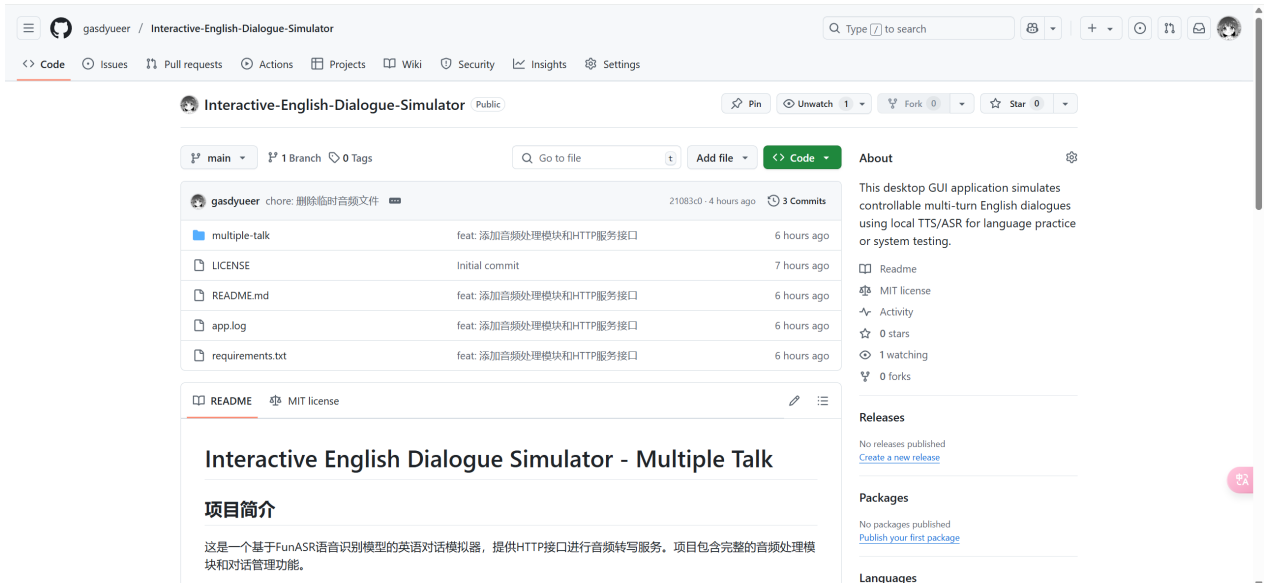 gasdyueer / Interactive-English-Dialogue-Simulator
Type / to search
Code Issues Pull requests Actions Projects Wiki Security Insights Settings
Interactive-English-Dialogue-Simulator Public
Pin Unwatch 1 Fork 0 Star 0
main 1 Branch 0 Tags Go to file t Add file Code
gasdyueer chore: 删除临时音频文件 21083c0 · 4 hours ago 3 Commits
multiple-talk feat: 添加音频处理模块和HTTP服务接口 6 hours ago
LICENSE Initial commit 7 hours ago
README.md feat: 添加音频处理模块和HTTP服务接口 6 hours ago
app.log feat: 添加音频处理模块和HTTP服务接口 6 hours ago
requirements.txt feat: 添加音频处理模块和HTTP服务接口 6 hours ago
README MIT license
Interactive English Dialogue Simulator - Multiple Talk
项目简介
这是一个基于FunASR语音识别模型的英语对话模拟器，提供HTTP接口进行音频转写服务。项目包含完整的音频处理模
块和对话管理功能。
About
This desktop GUI application simulates
controllable multi-turn English dialogues
using local TTS/ASR for language practice
or system testing.
Readme
MIT license
Activity
0 stars
1 watching
0 forks
Releases
No releases published
Create a new release
Packages
No packages published
Publish your first package
Languages